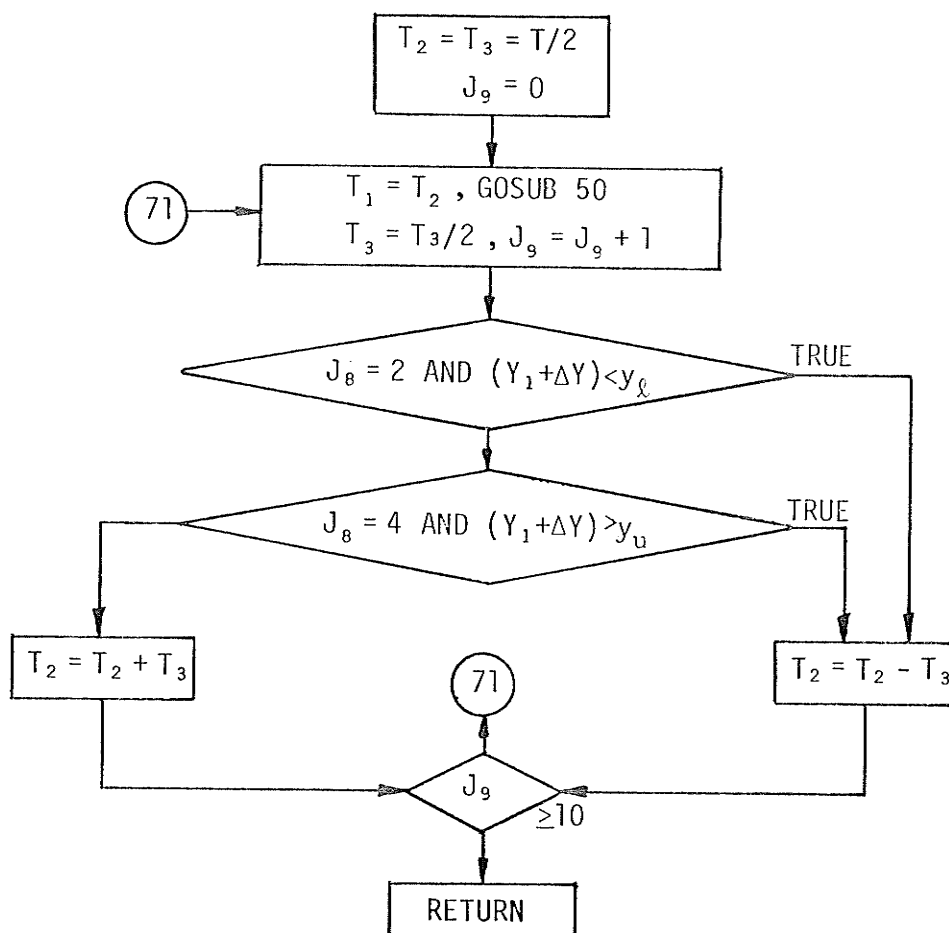 T₂ = T₃ = T/2
J₉ = 0
71
T₁ = T₂ , GOSUB 50
T₃ = T3/2 , J₉ = J₉ + 1
J₈ = 2 AND (Y₁+ΔY)<yℓ
TRUE
J₈ = 4 AND (Y₁+ΔY)>yᵤ
TRUE
T₂ = T₂ + T₃
71
T₂ = T₂ - T₃
J₉
≥10
RETURN